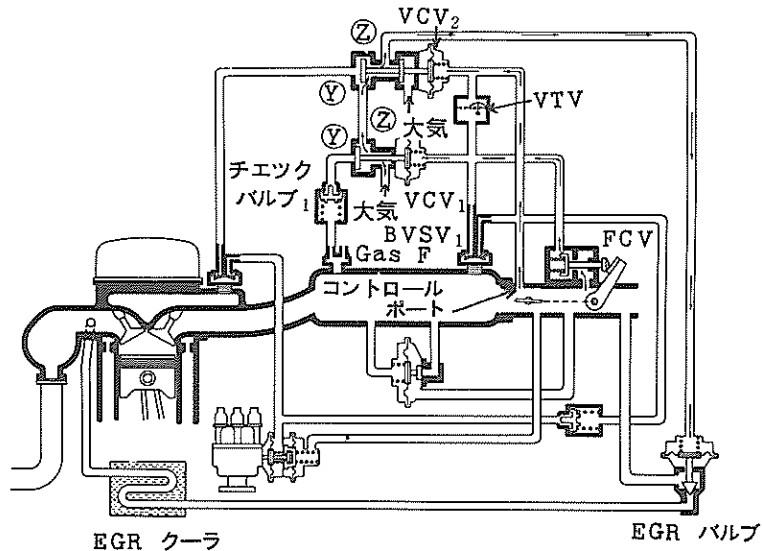 VCV₂
Ⓩ
Ⓨ
VTV
Ⓩ
大気
Ⓨ
チエック
バルブ₁
大気
VCV₁
BVSV₁
Gas F
FCV
コントロール
ポート
EGR クーラ
EGR バルブ